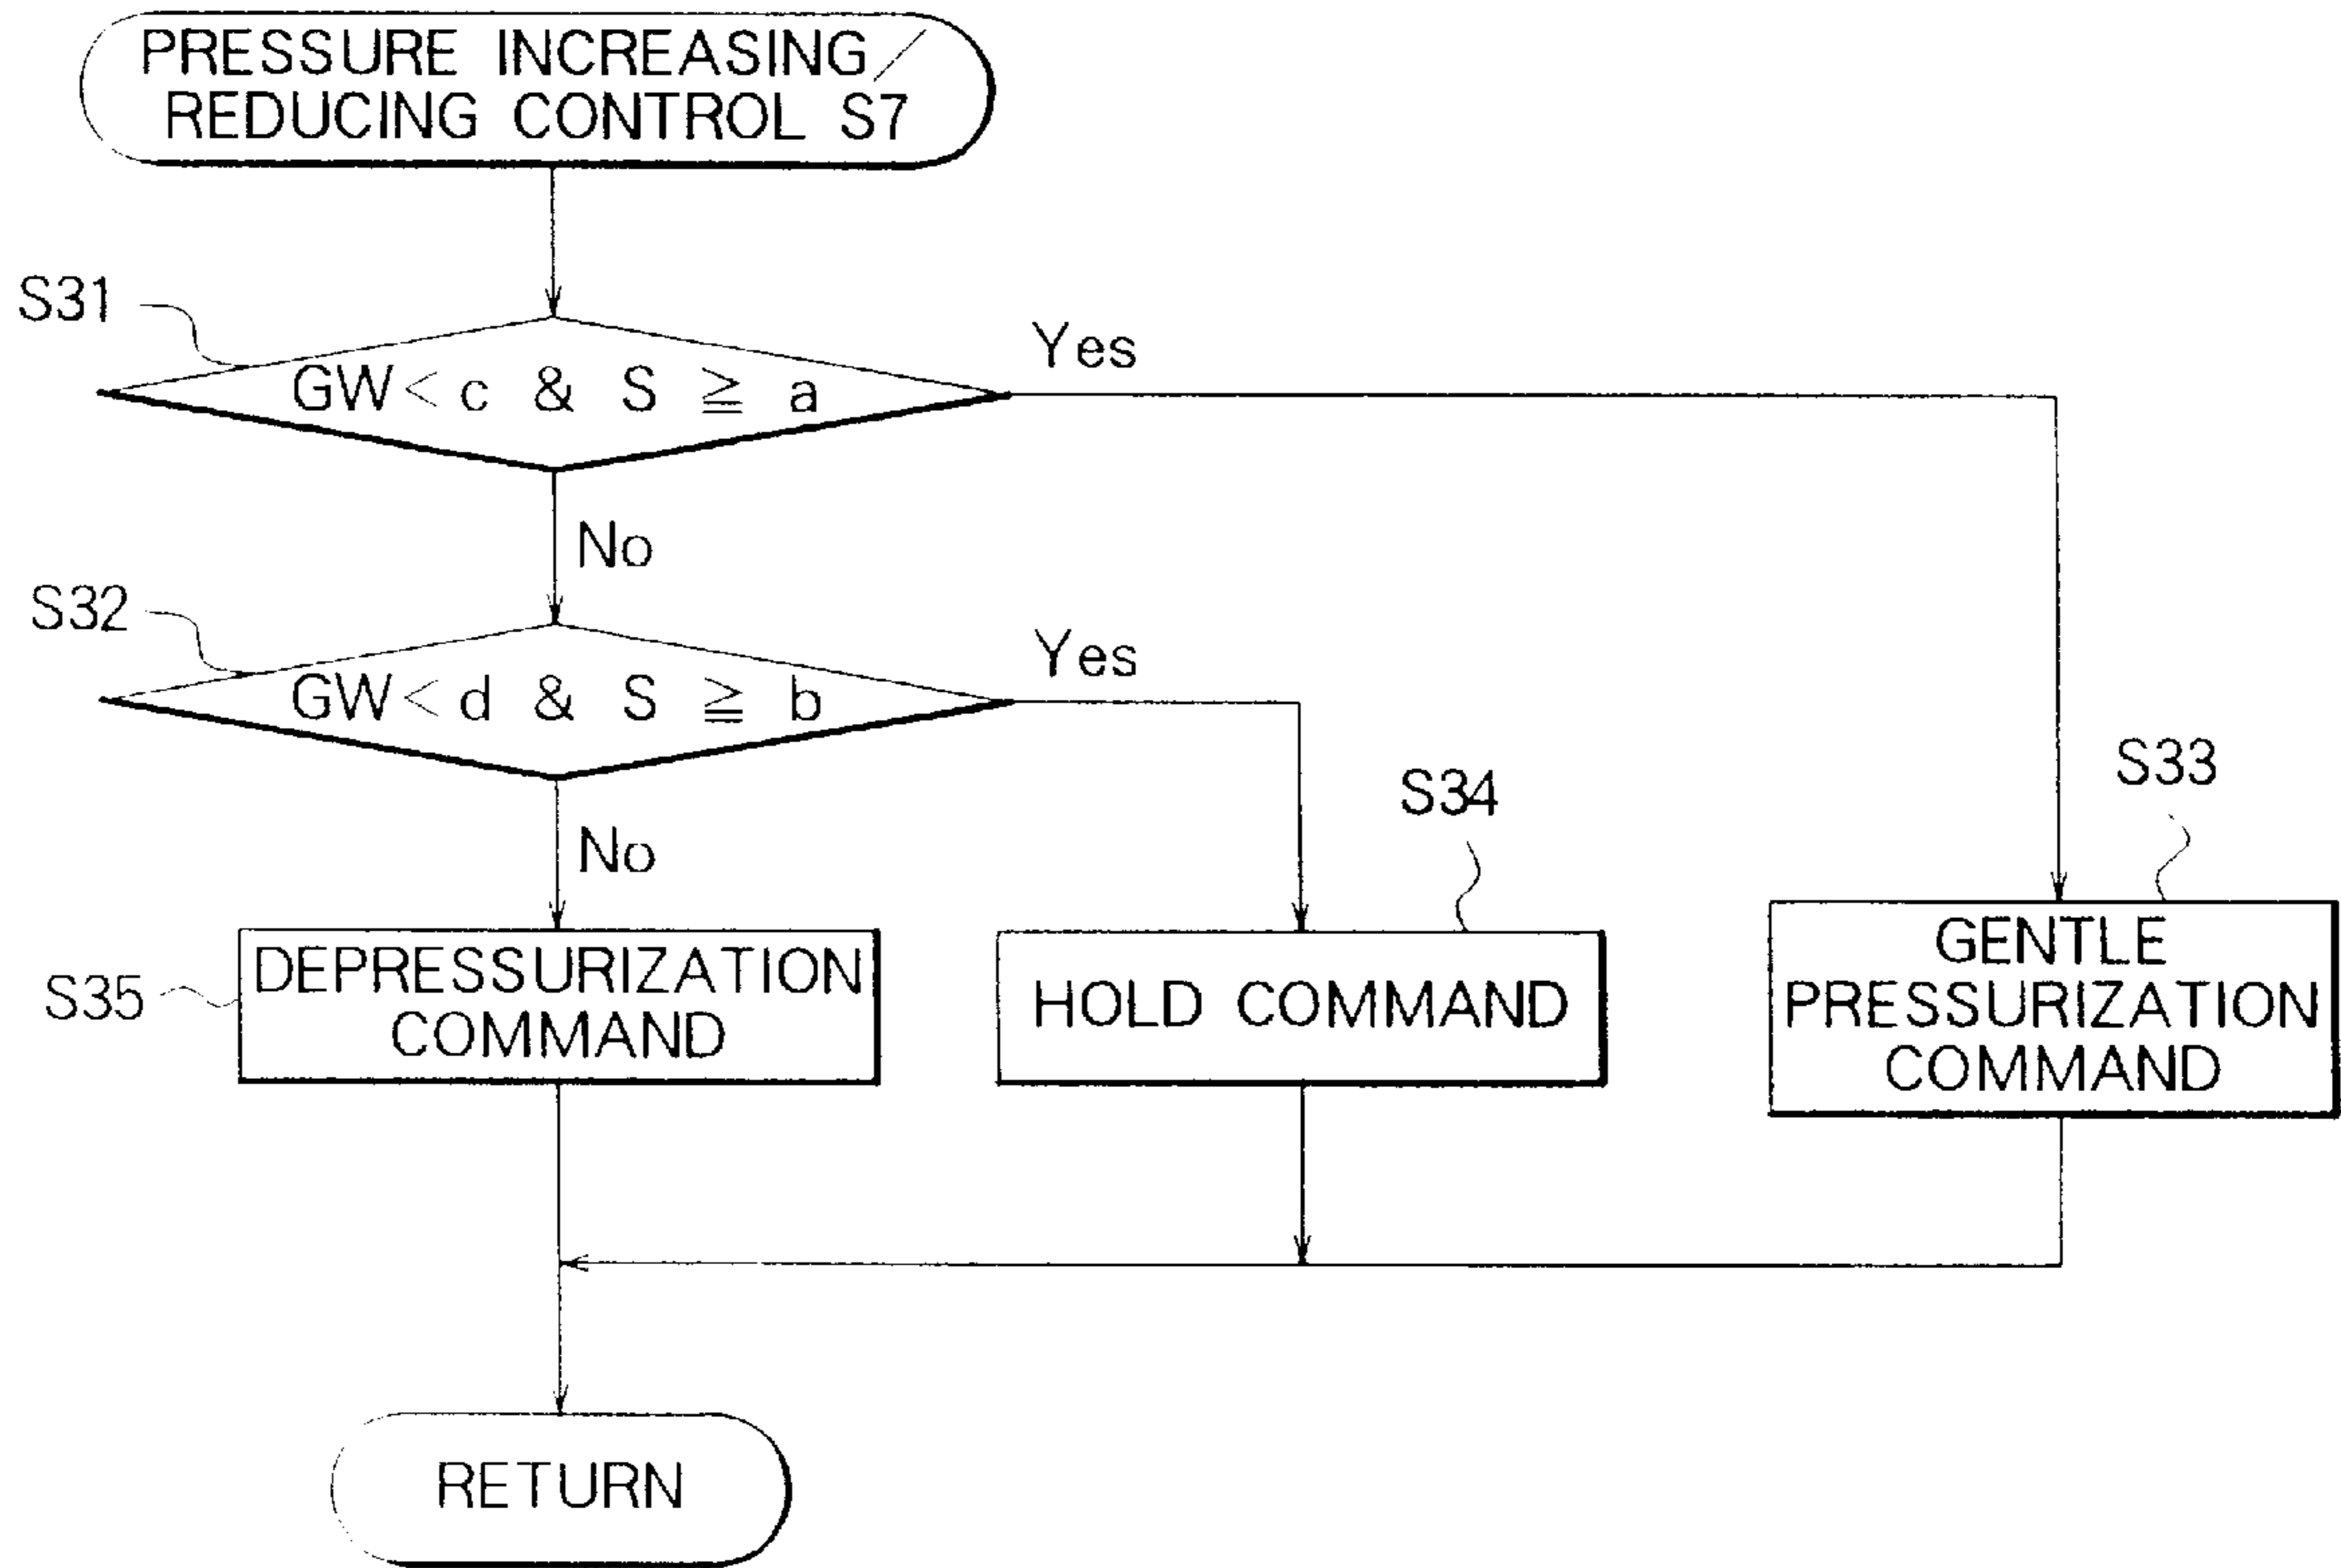 PRESSURE INCREASING/
REDUCING CONTROL S7
S31
GW<c & S ≧ a
Yes
No
S32
GW<d & S ≧ b
Yes
No
S33
S34
S35
DEPRESSURIZATION
COMMAND
HOLD COMMAND
GENTLE
PRESSURIZATION
COMMAND
RETURN